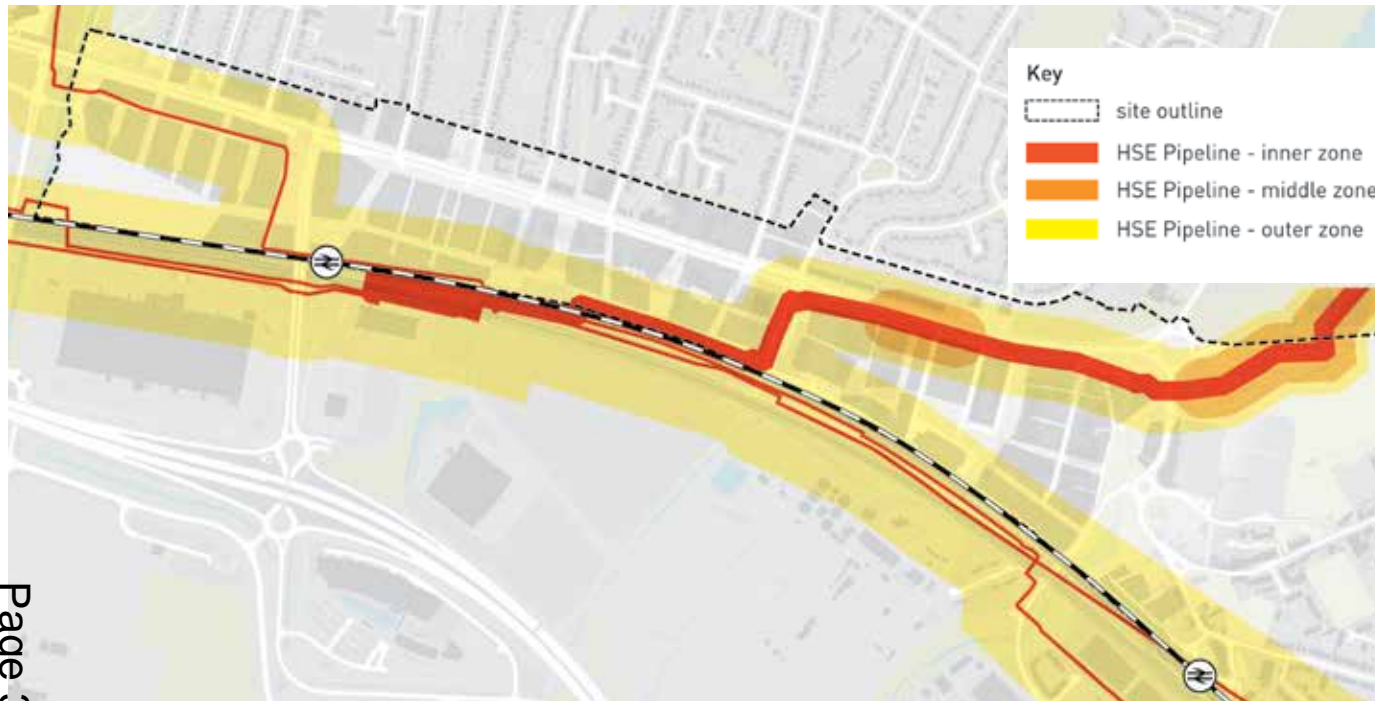 Key
site outline
HSE Pipeline - inner zone
HSE Pipeline - middle zone
HSE Pipeline - outer zone
Page